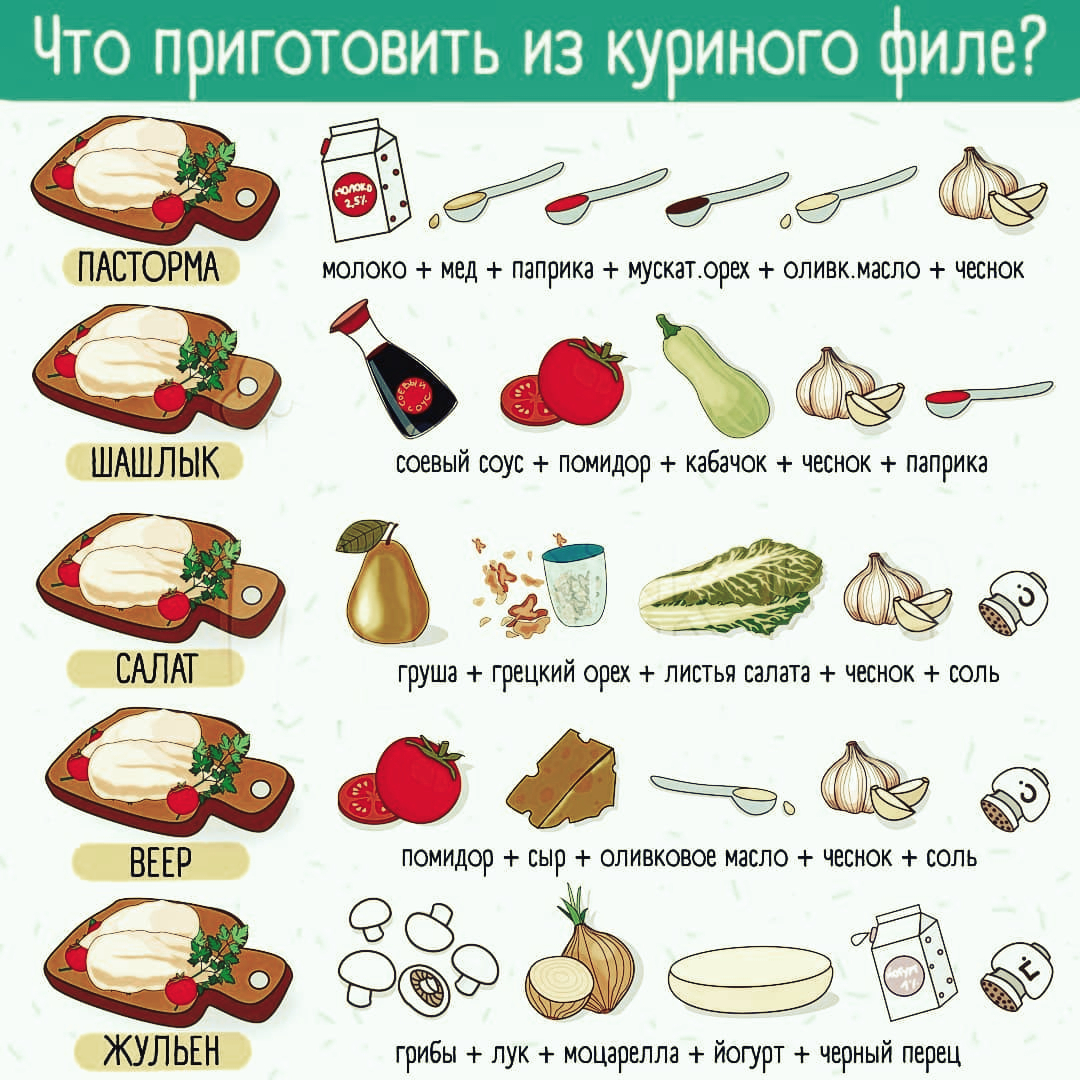 Что приготовить из куриного филе?
МОЛОКО
2,5%
ПАСТОРМА
молоко + мед + паприка + мускат.орех + оливк.масло + чеснок
СОЕВЫЙ
СОУС
ШАШЛЫК
соевый соус + помидор + кабачок + чеснок + паприка
С
САЛАТ
груша + грецкий орех + листья салата + чеснок + соль
С
ВЕЕР
помидор + сыр + оливковое масло + чеснок + соль
йогурт
1%
П
ЖУЛЬЕН
грибы + лук + моцарелла + йогурт + черный перец